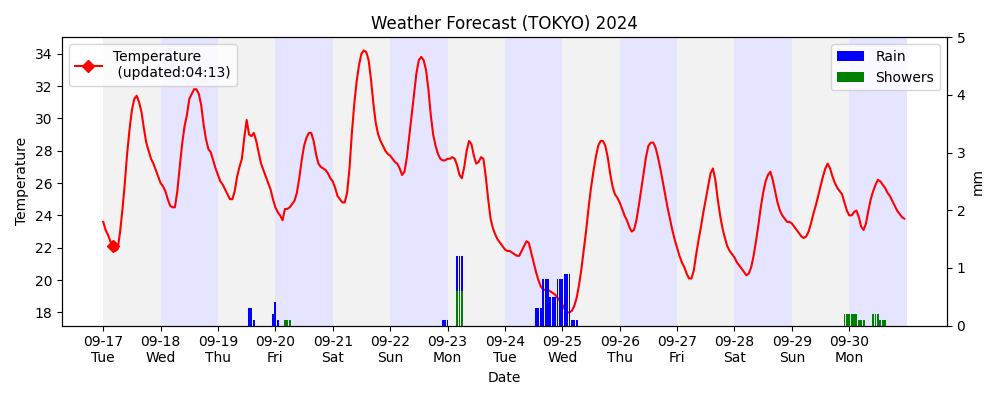 Weather Forecast (TOKYO) 2024
Temperature
(updated:04:13)
Rain
Showers
Temperature
34
32
30
28
26
24
22
20
18
5
4
3
2
1
0
mm
09-17 09-18 09-19 09-20 09-21 09-22 09-23 09-24 09-25 09-26 09-27 09-28 09-29 09-30
Tue Wed Thu Fri Sat Sun Mon Tue Wed Thu Fri Sat Sun Mon
Date